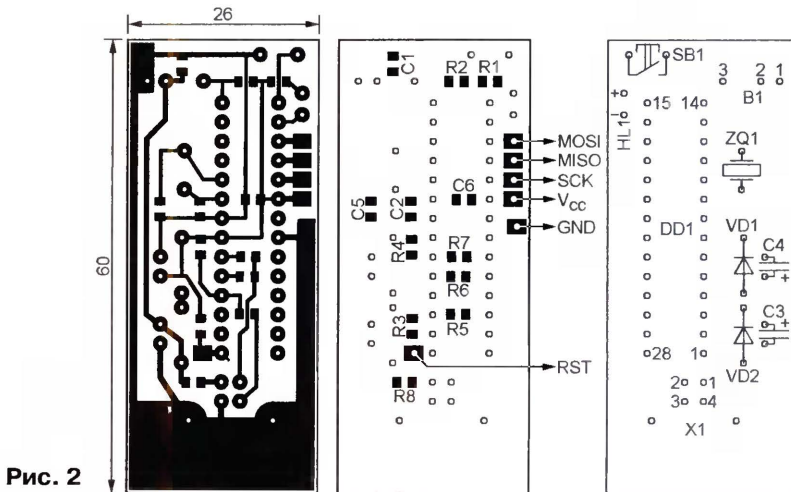 26
60
C1
R2 R1
MOSI
MISO
SCK
Vcc
GND
C6
C5
C2
R4
R7
R6
R3
R5
RST
R8
SB1
3 2 1
B1
+
–
HL1
15 14
ZQ1
DD1
VD1
C4
+
C3
+
28 1
VD2
2 1
3 4
X1
Рис. 2